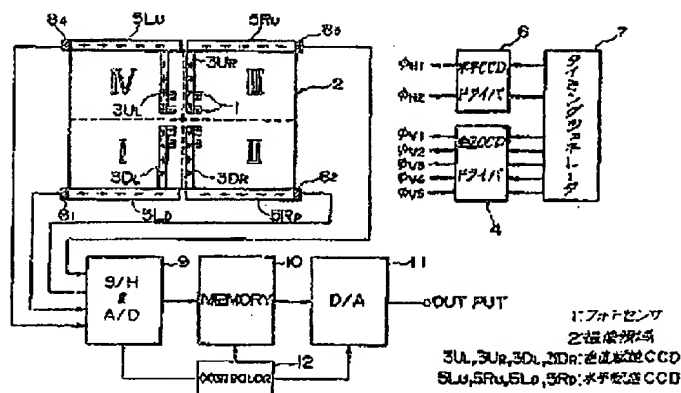 84 5LU 5RU 83
3UR
IV III
3UL 1
2
I II
3DL 3DR
81 5LD 5RD 82
6 7
φH1 水平CCD
φH2 ドライバ
φV1 垂直CCD
φV2
φV3 ドライバ
φV4
φV5
4
タイミングジェネレータ
9 10 11
S/H
&
A/D
MEMORY
D/A
OUT PUT
12
CONTROLLER
1:フォトセンサ
2:撮像領域
3UL,3UR,3DL,3DR:垂直転送CCD
5LU,5RU,5LD,5RD:水平転送CCD